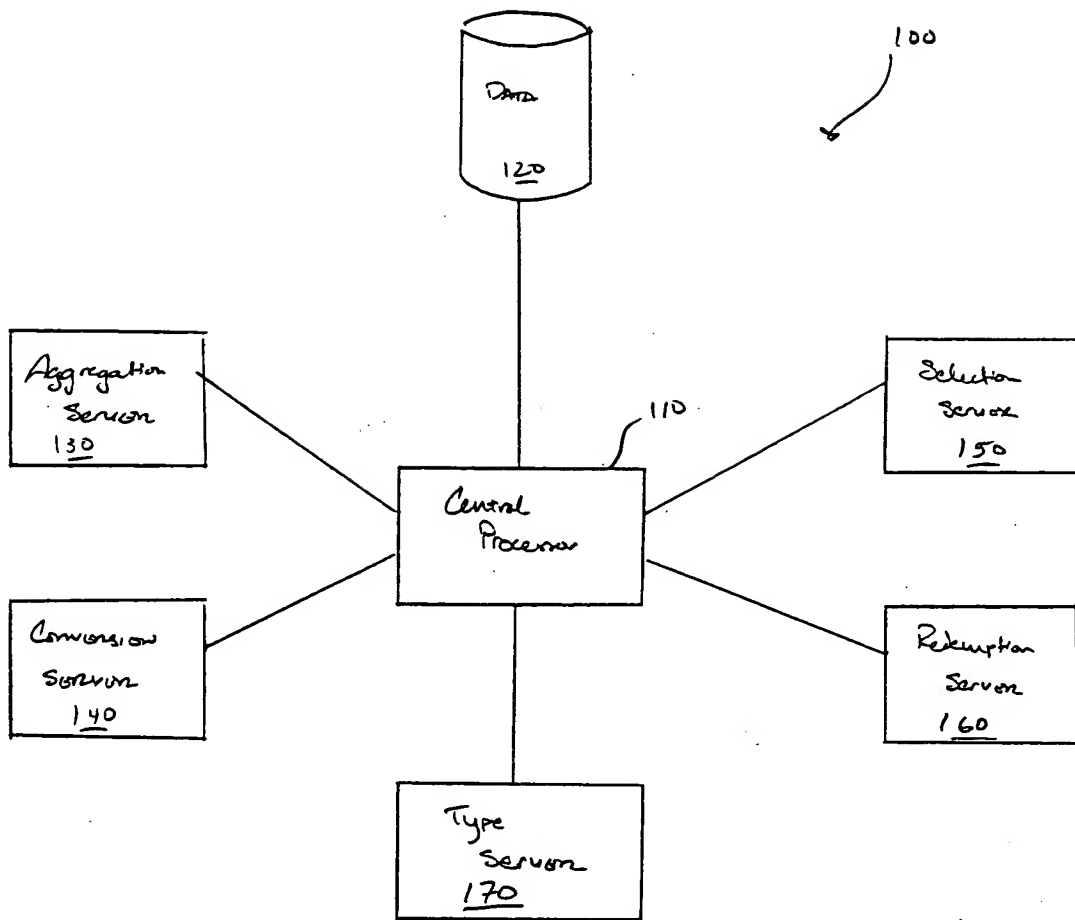 100
DATA
120
Aggregation
Server
130
Selection
Server
150
110
Central
Processor
Conversion
Server
140
Redemption
Server
160
Type
Server
170